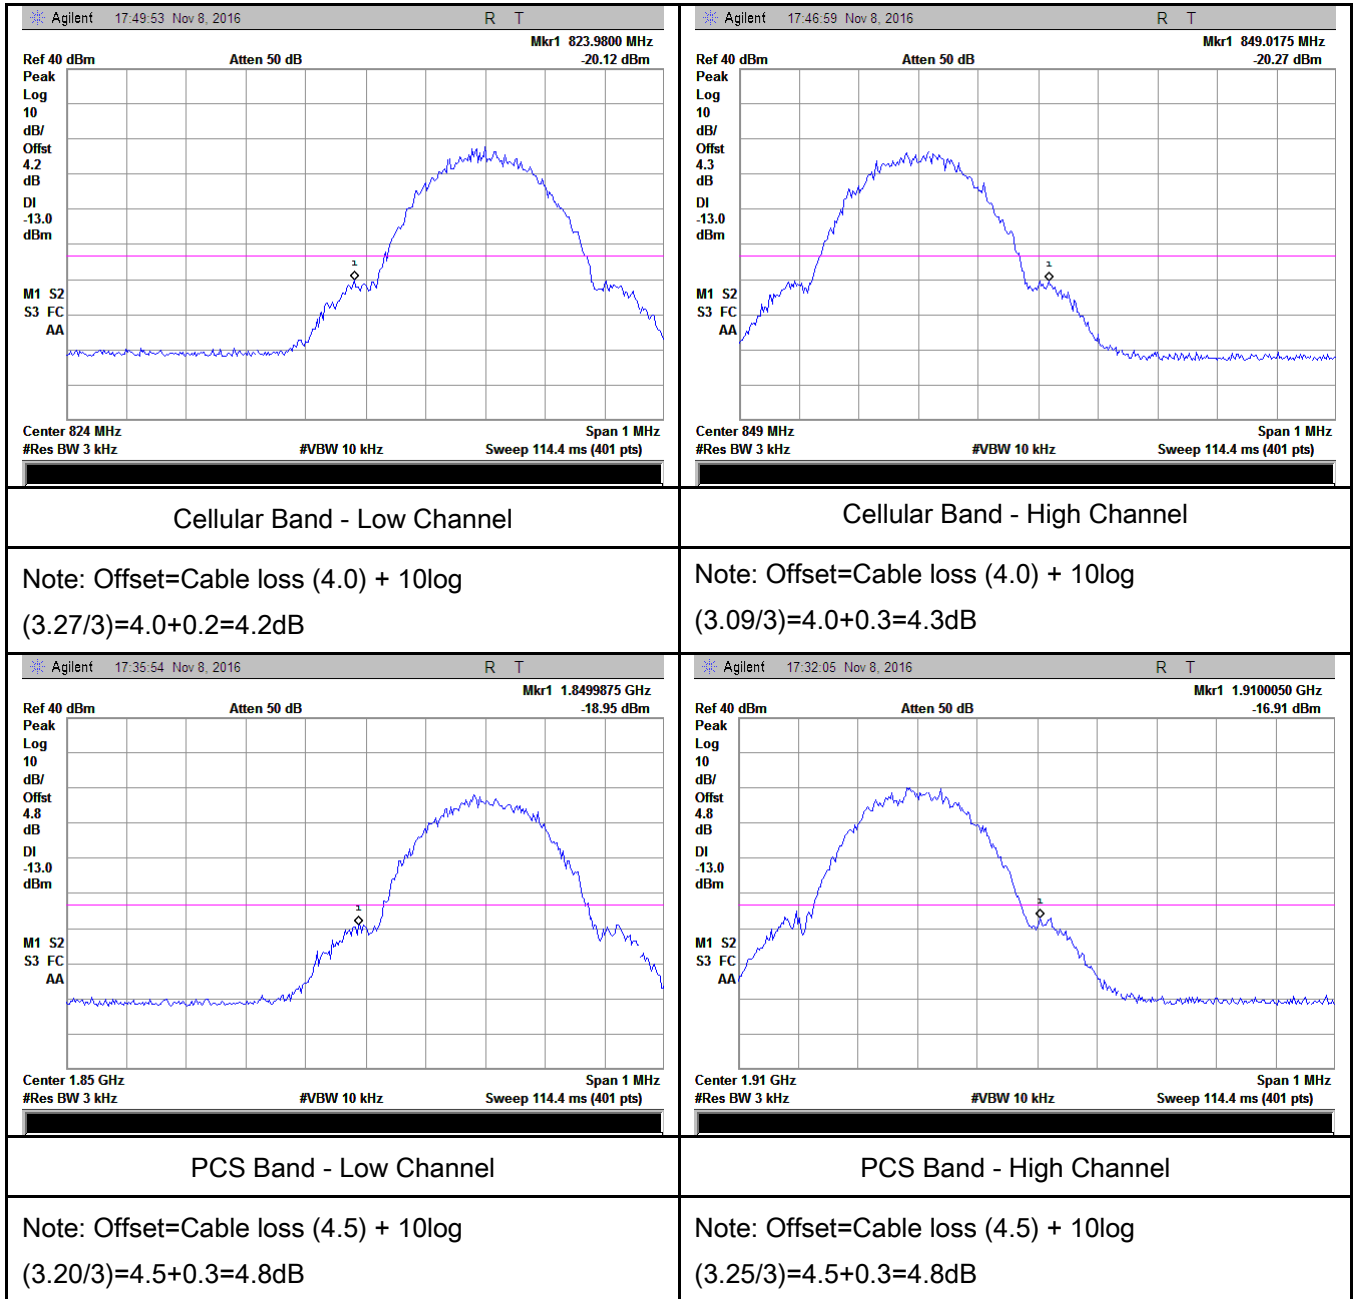 Agilent 17:49:53 Nov 8, 2016 R T
Mkr1 823.9800 MHz
Ref 40 dBm Atten 50 dB -20.12 dBm
Peak
Log
10
dB/
Offst
4.2
dB
DI
-13.0
dBm
1
M1 S2
S3 FC
AA
Center 824 MHz Span 1 MHz
#Res BW 3 kHz #VBW 10 kHz Sweep 114.4 ms (401 pts)
Agilent 17:46:59 Nov 8, 2016 R T
Mkr1 849.0175 MHz
Ref 40 dBm Atten 50 dB -20.27 dBm
Peak
Log
10
dB/
Offst
4.3
dB
DI
-13.0
dBm
1
M1 S2
S3 FC
AA
Center 849 MHz Span 1 MHz
#Res BW 3 kHz #VBW 10 kHz Sweep 114.4 ms (401 pts)
Cellular Band - Low Channel
Cellular Band - High Channel
Note: Offset=Cable loss (4.0) + 10log
(3.27/3)=4.0+0.2=4.2dB
Note: Offset=Cable loss (4.0) + 10log
(3.09/3)=4.0+0.3=4.3dB
Agilent 17:35:54 Nov 8, 2016 R T
Mkr1 1.8499875 GHz
Ref 40 dBm Atten 50 dB -18.95 dBm
Peak
Log
10
dB/
Offst
4.8
dB
DI
-13.0
dBm
1
M1 S2
S3 FC
AA
Center 1.85 GHz Span 1 MHz
#Res BW 3 kHz #VBW 10 kHz Sweep 114.4 ms (401 pts)
Agilent 17:32:05 Nov 8, 2016 R T
Mkr1 1.9100050 GHz
Ref 40 dBm Atten 50 dB -16.91 dBm
Peak
Log
10
dB/
Offst
4.8
dB
DI
-13.0
dBm
1
M1 S2
S3 FC
AA
Center 1.91 GHz Span 1 MHz
#Res BW 3 kHz #VBW 10 kHz Sweep 114.4 ms (401 pts)
PCS Band - Low Channel
PCS Band - High Channel
Note: Offset=Cable loss (4.5) + 10log
(3.20/3)=4.5+0.3=4.8dB
Note: Offset=Cable loss (4.5) + 10log
(3.25/3)=4.5+0.3=4.8dB